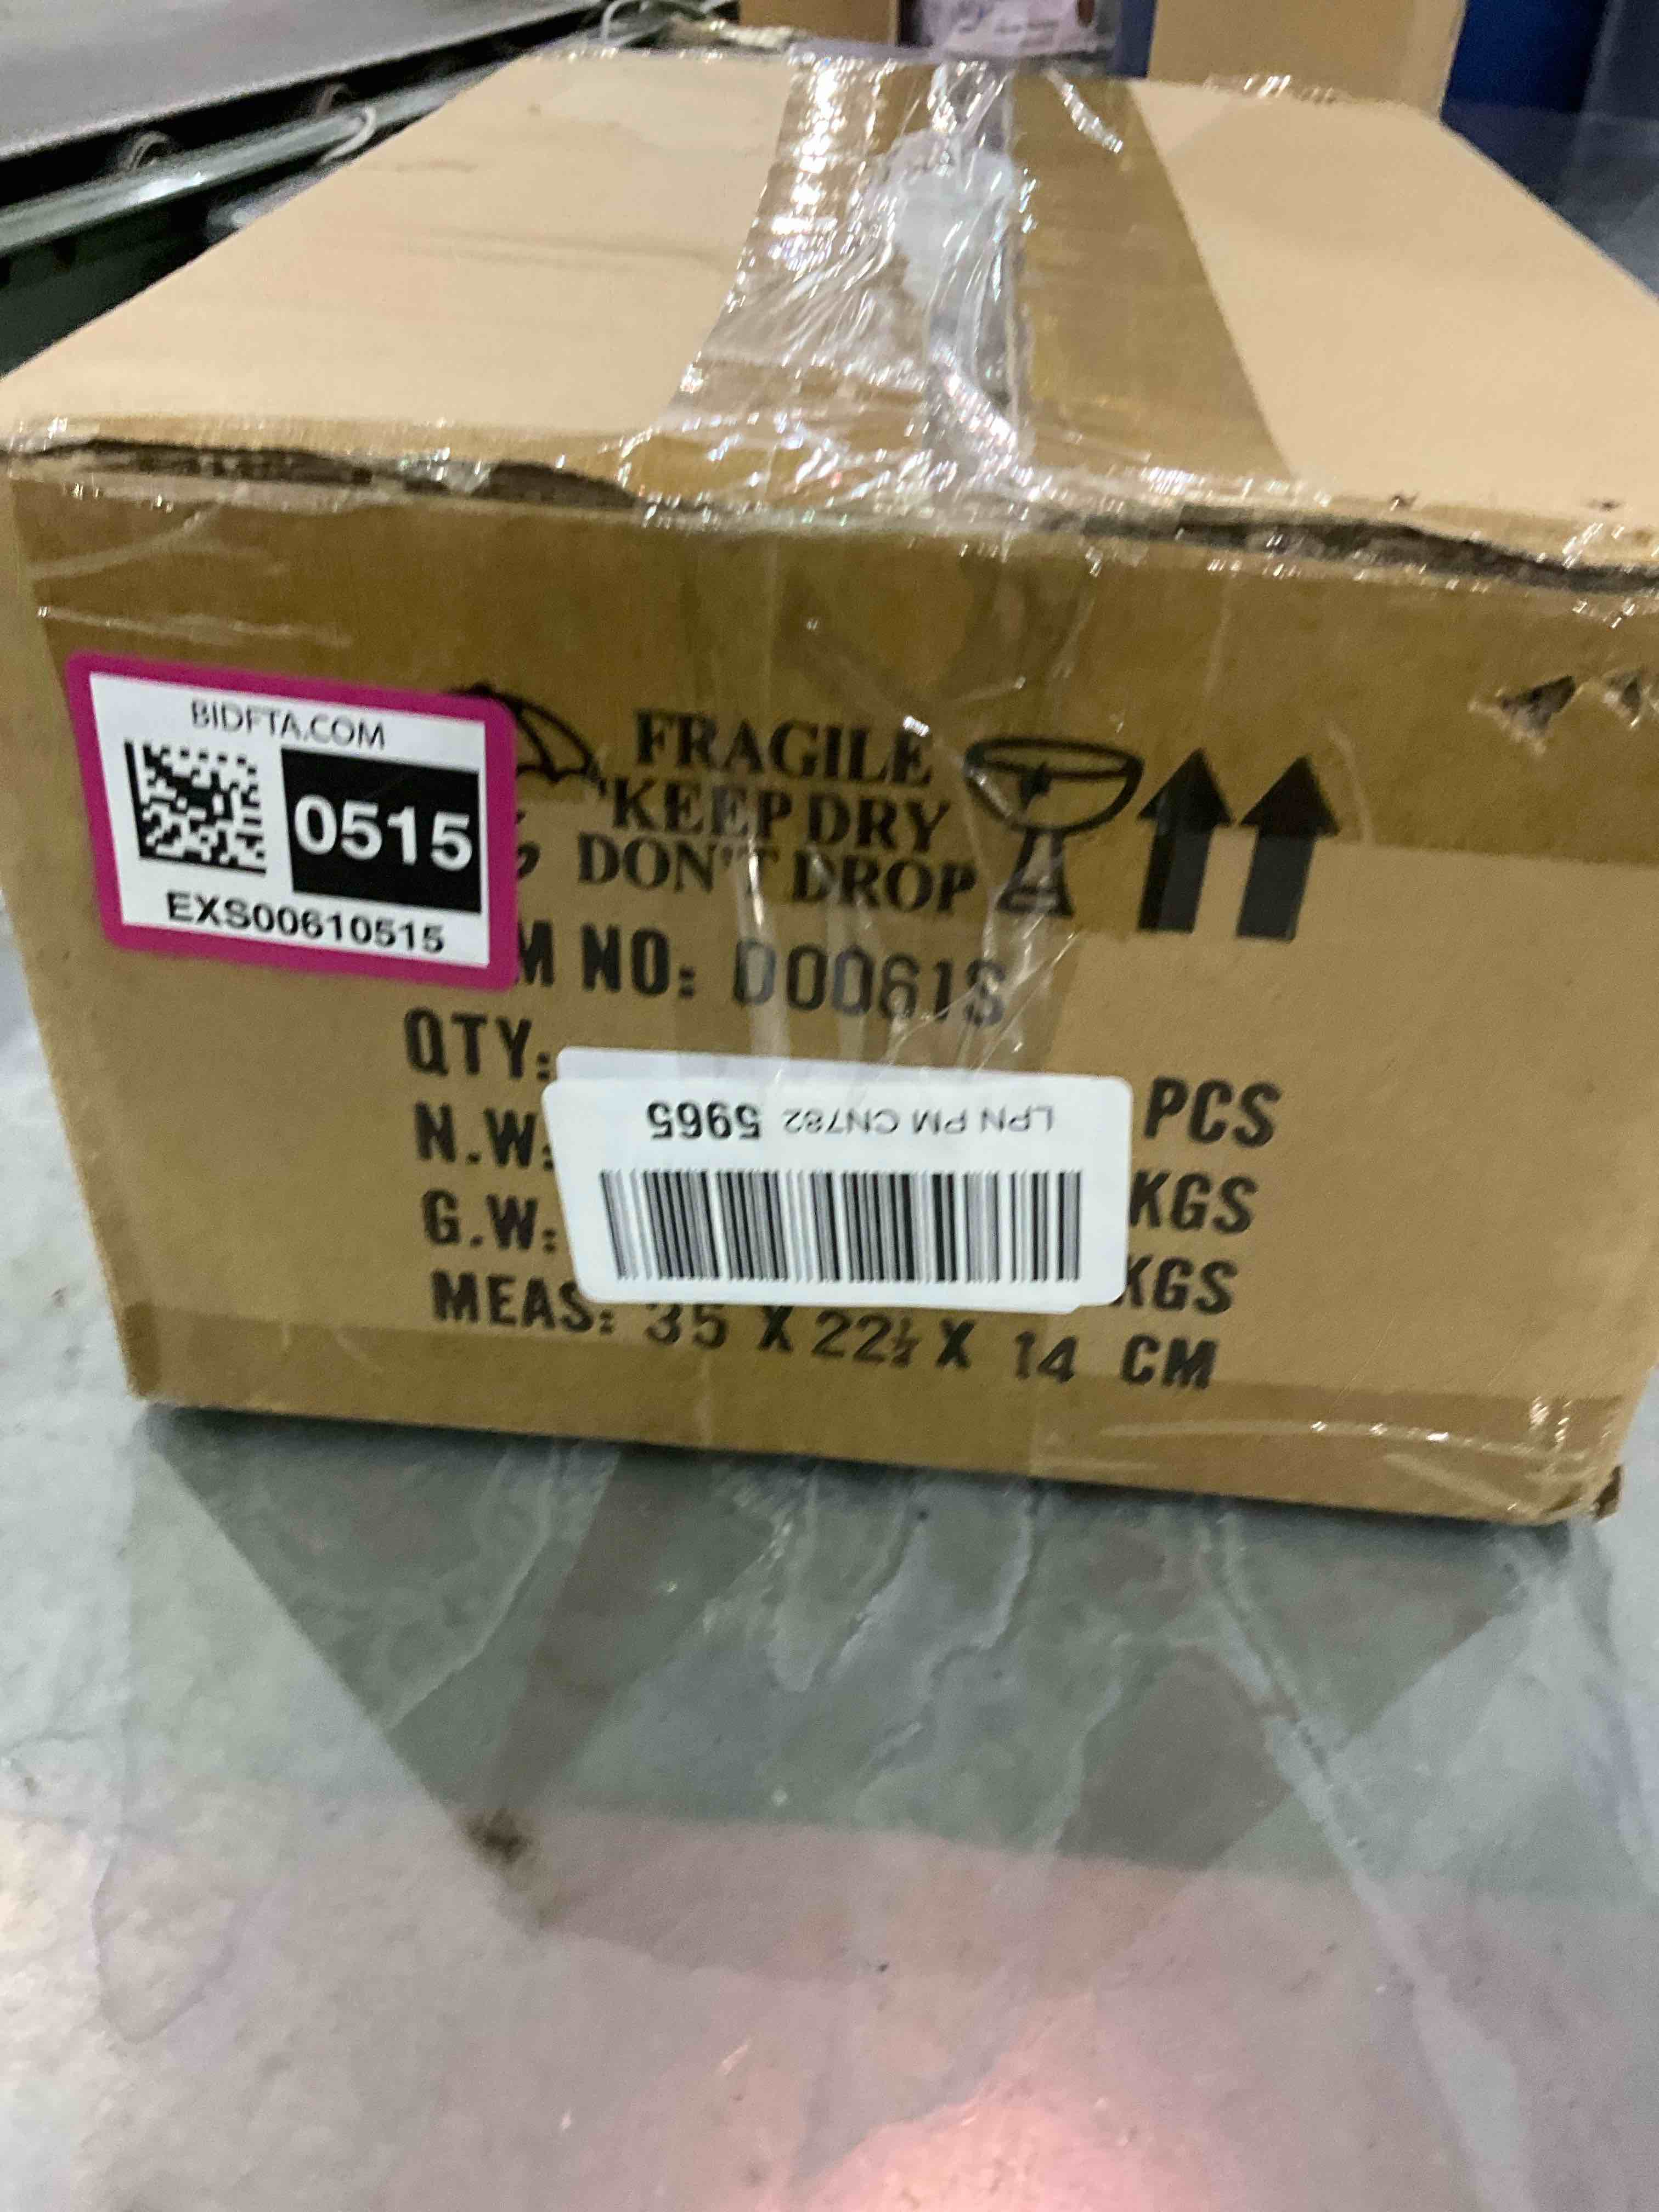 BIDFTA.COM
0515
EXS00610515
FRAGILE
KEEP DRY
DON'T DROP
M NO: D0061S
QTY: PCS
LPN PM CN782 5965
N.W: KGS
G.W: KGS
MEAS: 35 X 22½ X 14 CM